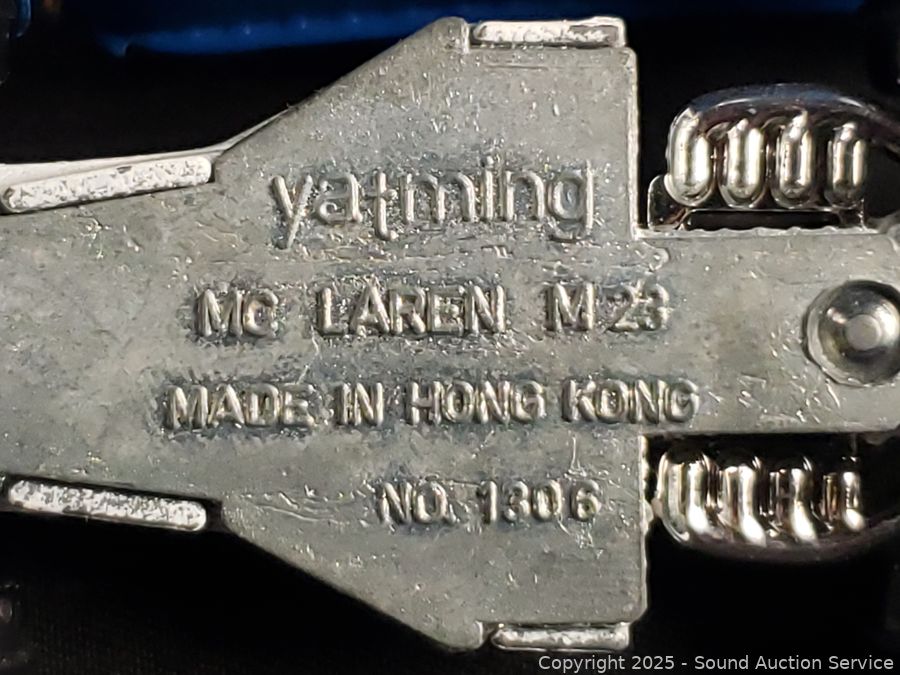 yatming
MC LAREN M23
MADE IN HONG KONG
NO. 1306
Copyright © 2025 - Sound Auction Service